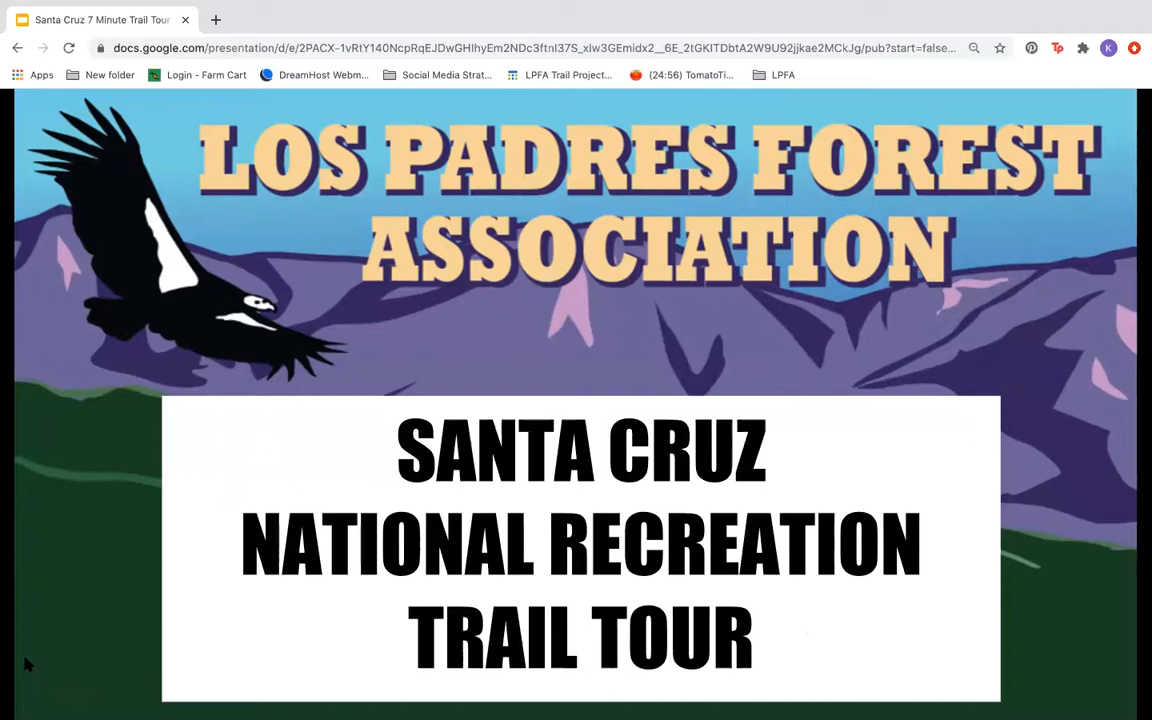 Santa Cruz 7 Minute Trail Tour
docs.google.com/presentation/d/e/2PACX-1vRtY140NcpRqEJDwGHlhyEm2NDc3ftnI37S_xIw3GEmidx2__6E_2tGKITDbtA2W9U92jjkae2MCkJg/pub?start=false...
K
Apps
New folder
Login - Farm Cart
DreamHost Webm...
Social Media Strat...
LPFA Trail Project...
(24:56) TomatoTi...
LPFA
LOS PADRES FOREST
ASSOCIATION
SANTA CRUZ
NATIONAL RECREATION
TRAIL TOUR